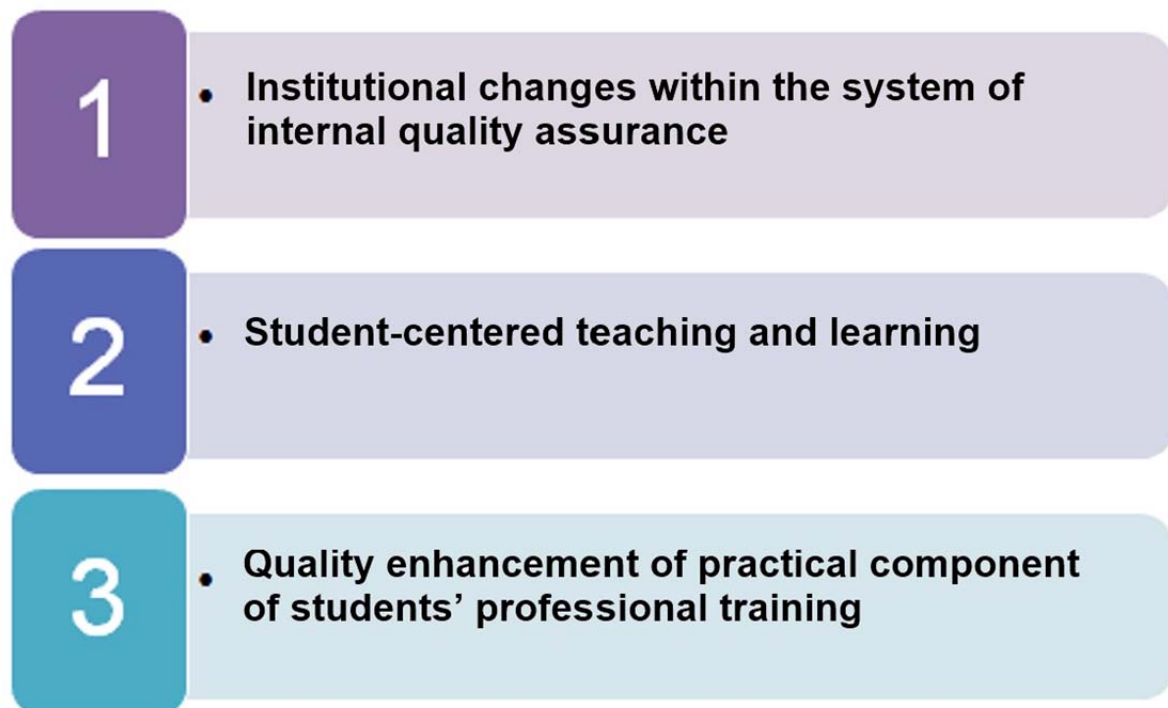 1
• Institutional changes within the system of
internal quality assurance
2
• Student-centered teaching and learning
3
• Quality enhancement of practical component
of students’ professional training